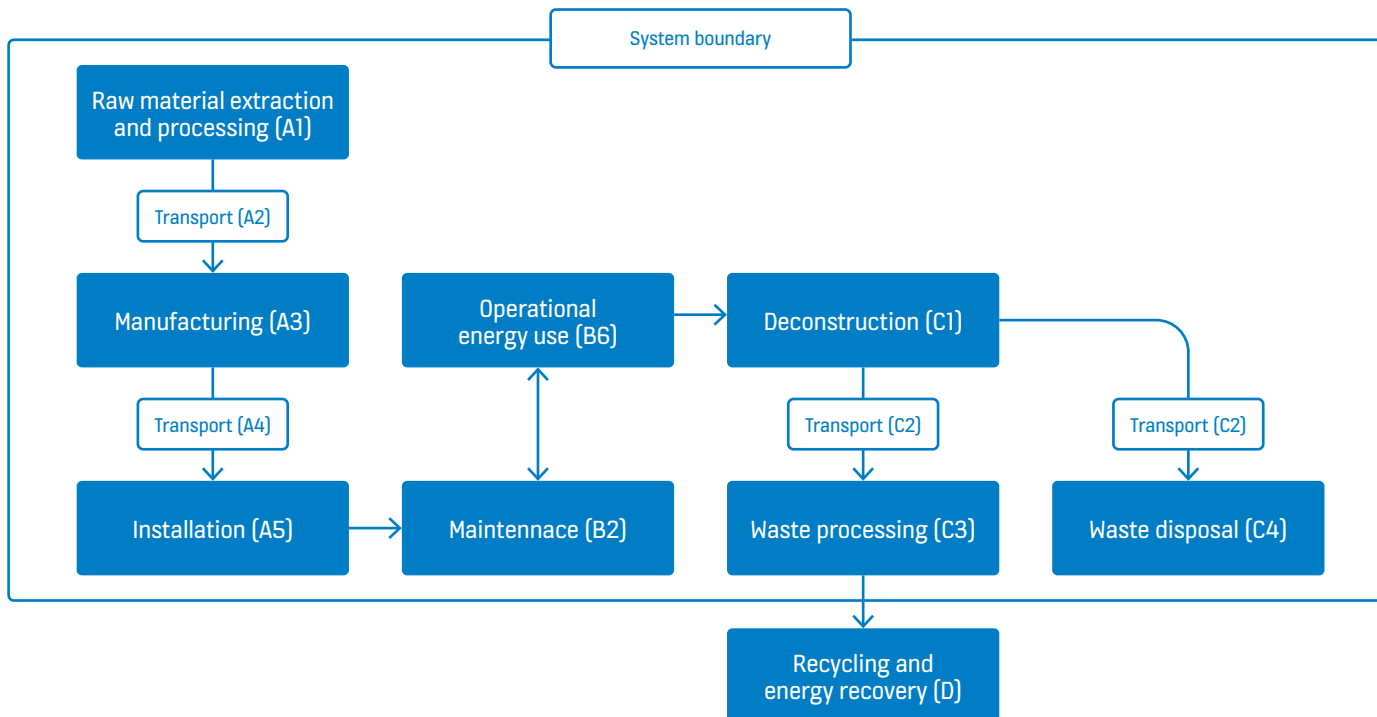 System boundary
Raw material extraction
and processing (A1)
Transport (A2)
Manufacturing (A3)
Operational
energy use (B6)
Deconstruction (C1)
Transport (A4)
Transport (C2)
Transport (C2)
Installation (A5)
Maintennace (B2)
Waste processing (C3)
Waste disposal (C4)
Recycling and
energy recovery (D)